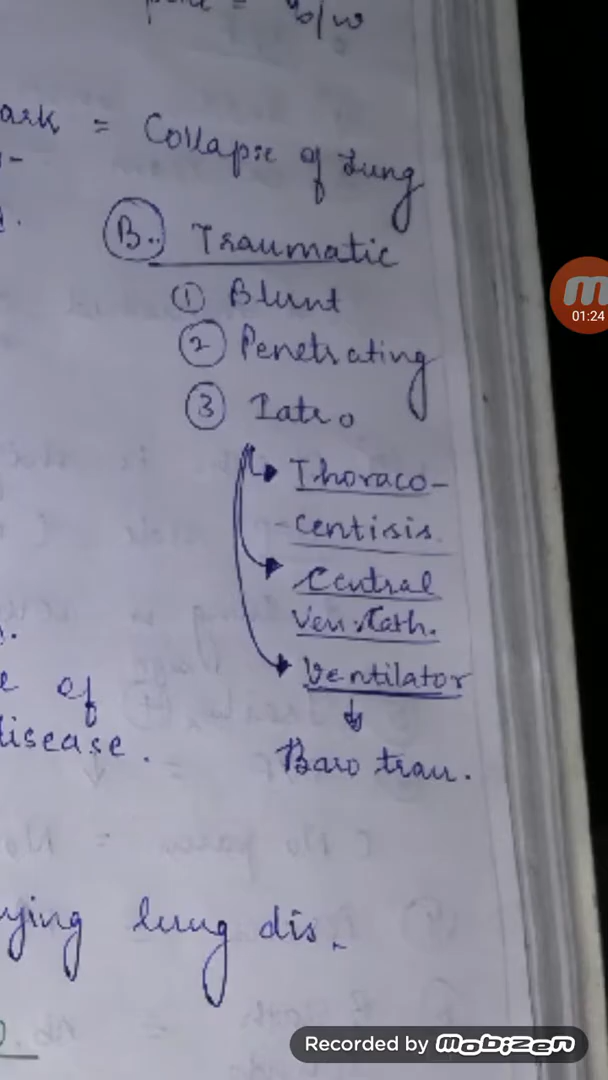 = %/w
ark = Collapse of Lung
B. Traumatic
① Blunt
② Penetrating
③ Iatro
Thoraco-
centisis
Central
Ven. Cath.
Ventilator
e of
disease.
Baro trau.
ying lung dis.
01:24
Recorded by mobizen